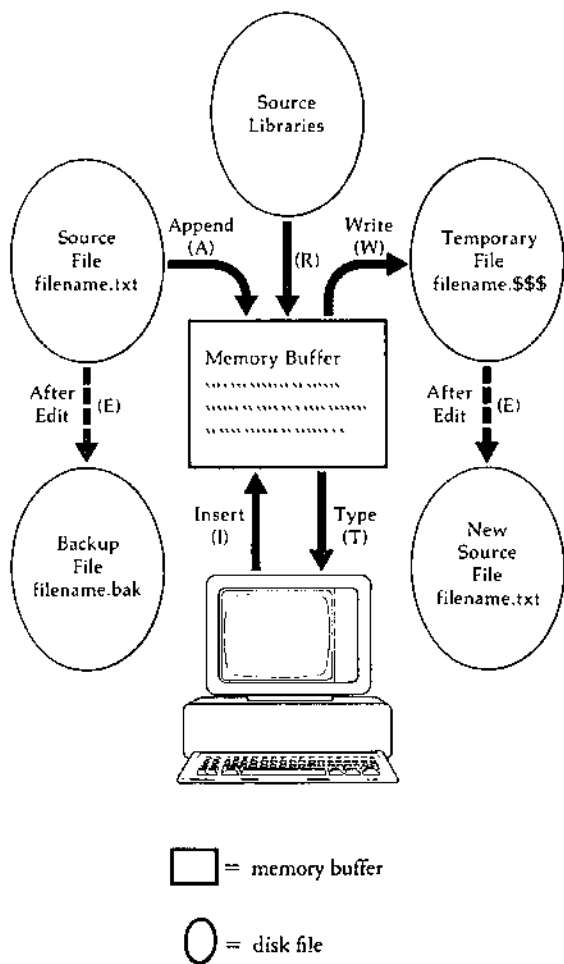 Source
Libraries
Source
File
filename.txt
Append
(A)
(R)
Write
(W)
Temporary
File
filename.$$$
Memory Buffer
After
Edit
(E)
After
Edit
(E)
Backup
File
filename.bak
Insert
(I)
Type
(T)
New
Source
File
filename.txt
= memory buffer
= disk file